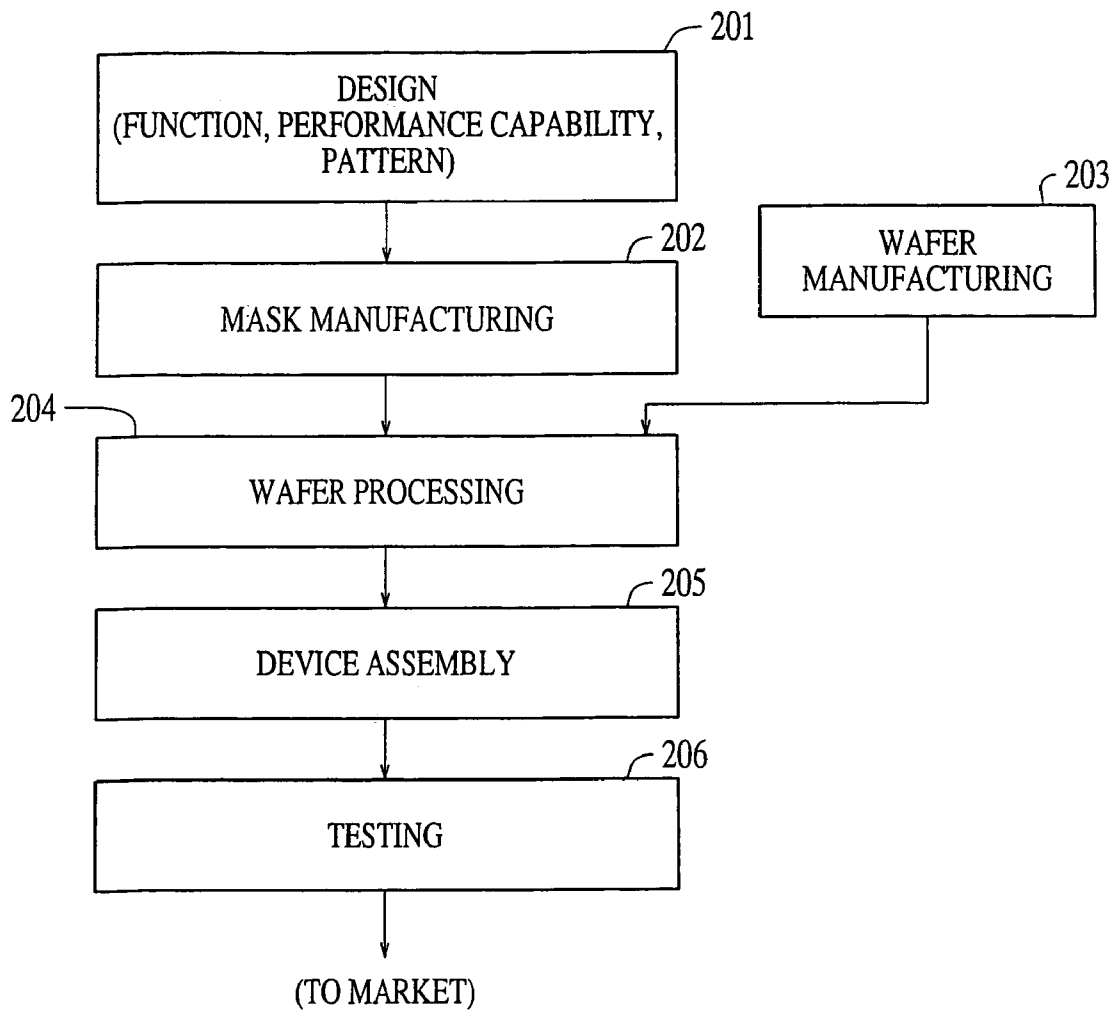 201
DESIGN
(FUNCTION, PERFORMANCE CAPABILITY,
PATTERN)
202
MASK MANUFACTURING
203
WAFER
MANUFACTURING
204
WAFER PROCESSING
205
DEVICE ASSEMBLY
206
TESTING
(TO MARKET)